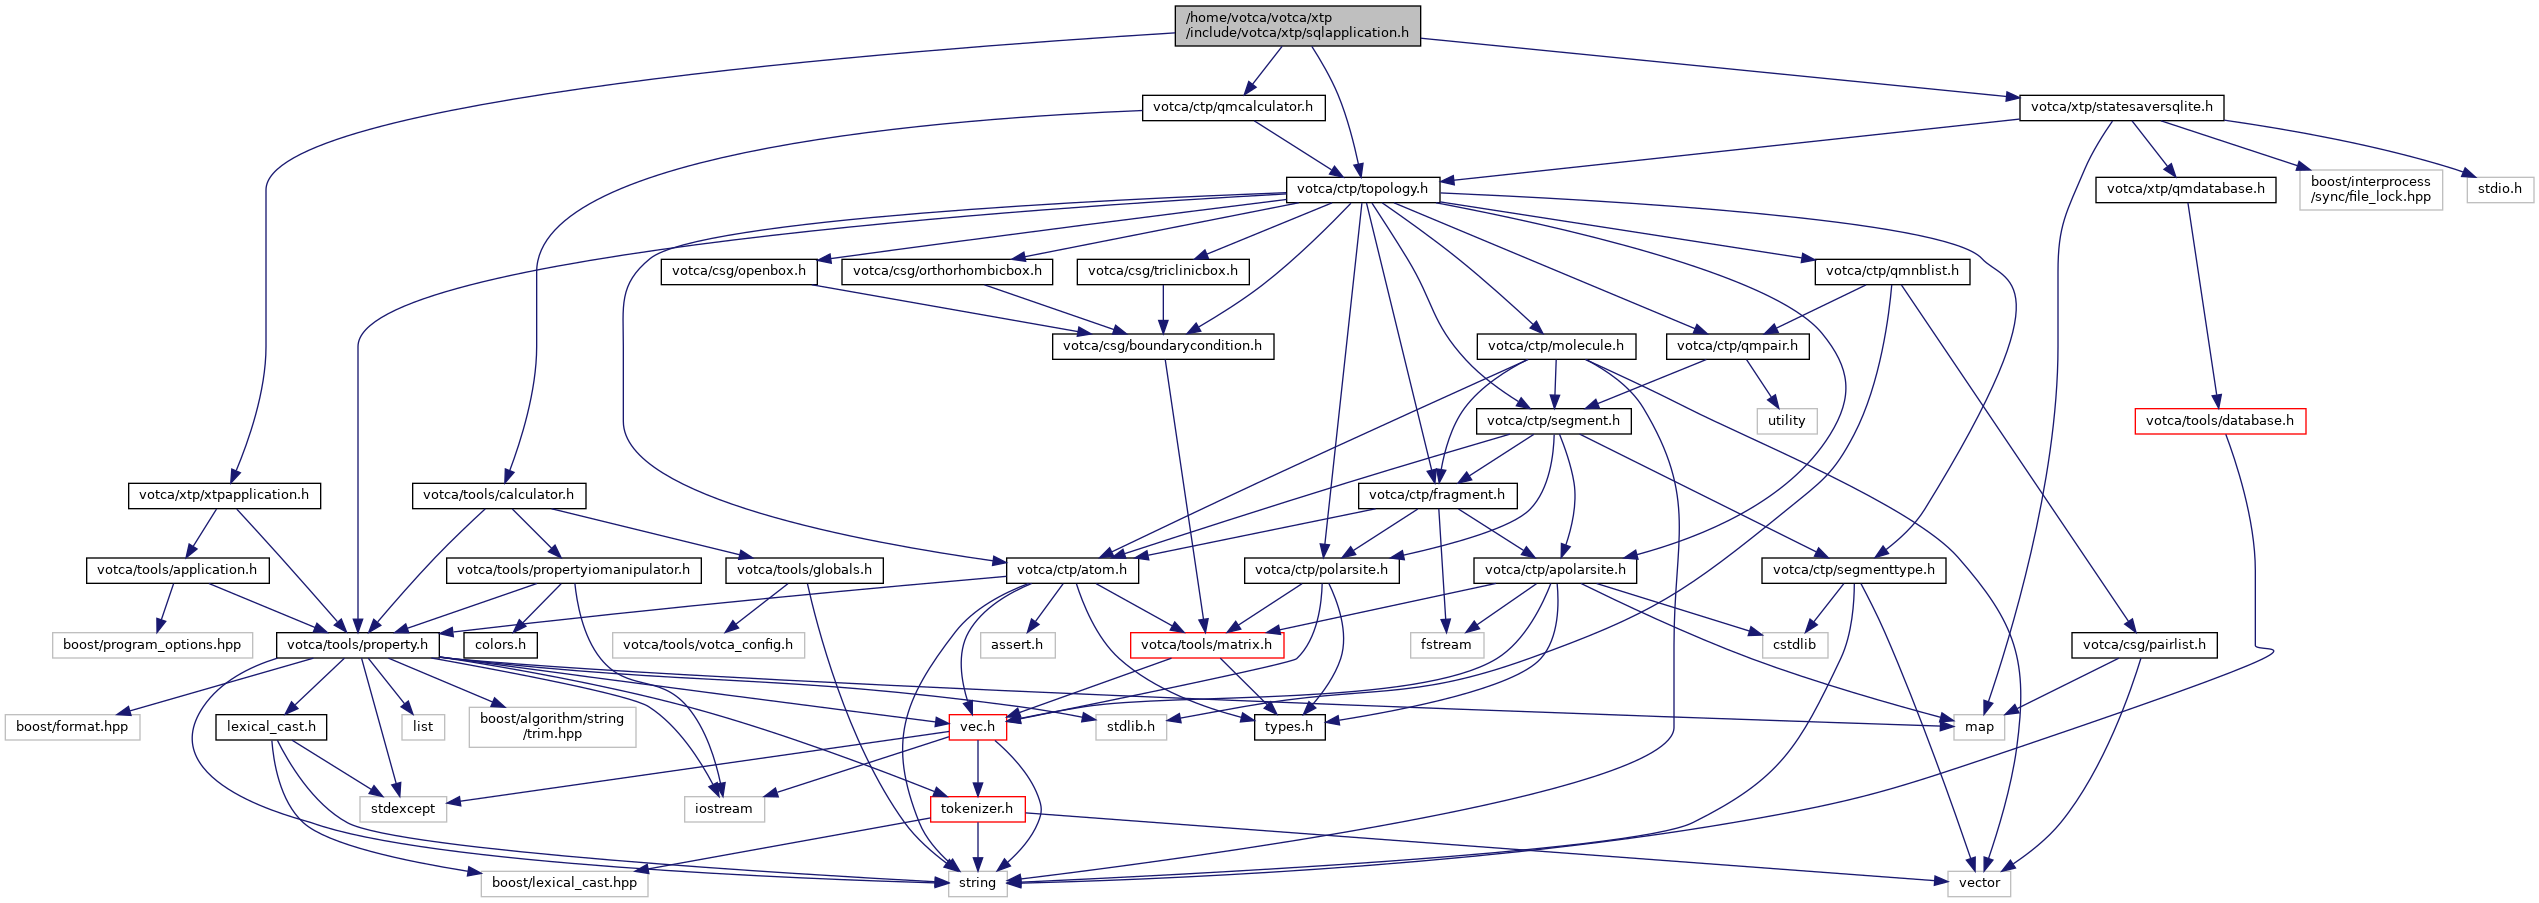 /home/votca/votca/xtp
/include/votca/xtp/sqlapplication.h
votca/ctp/qmcalculator.h
votca/xtp/statesaversqlite.h
votca/ctp/topology.h
votca/xtp/qmdatabase.h
boost/interprocess
/sync/file_lock.hpp
stdio.h
votca/csg/openbox.h
votca/csg/orthorhombicbox.h
votca/csg/triclinicbox.h
votca/ctp/qmnblist.h
votca/csg/boundarycondition.h
votca/ctp/molecule.h
votca/ctp/qmpair.h
votca/ctp/segment.h
utility
votca/tools/database.h
votca/xtp/xtpapplication.h
votca/tools/calculator.h
votca/ctp/fragment.h
votca/tools/application.h
votca/tools/propertyiomanipulator.h
votca/tools/globals.h
votca/ctp/atom.h
votca/ctp/polarsite.h
votca/ctp/apolarsite.h
votca/ctp/segmenttype.h
boost/program_options.hpp
votca/tools/property.h
colors.h
votca/tools/votca_config.h
assert.h
votca/tools/matrix.h
fstream
cstdlib
votca/csg/pairlist.h
boost/format.hpp
lexical_cast.h
list
boost/algorithm/string
/trim.hpp
vec.h
stdlib.h
types.h
map
stdexcept
iostream
tokenizer.h
boost/lexical_cast.hpp
string
vector